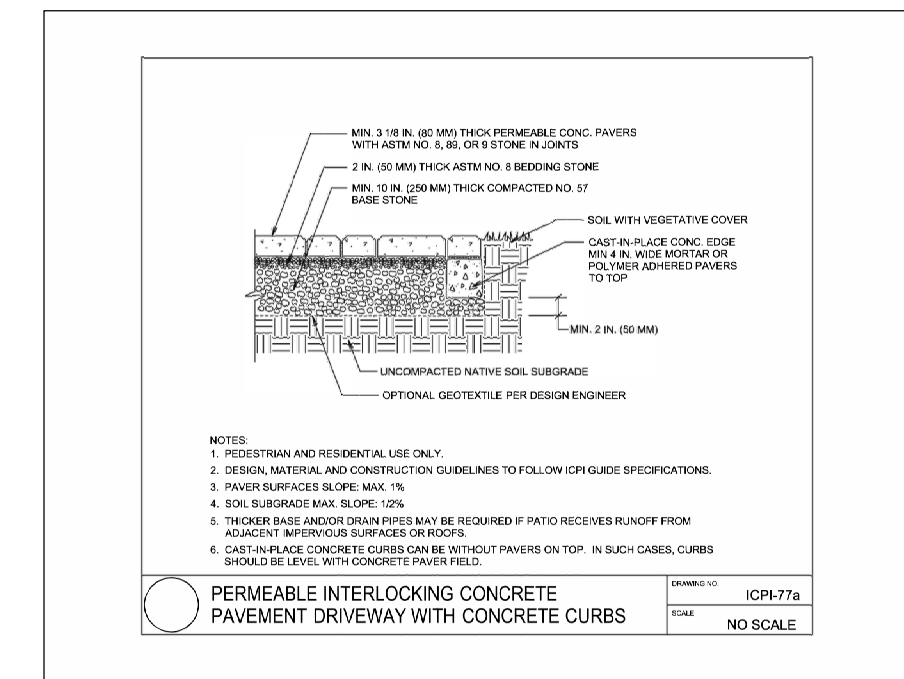 MIN. 3 1/8 IN. (80 MM) THICK PERMEABLE CONC. PAVERS
WITH ASTM NO. 8, 89, OR 9 STONE IN JOINTS
2 IN. (50 MM) THICK ASTM NO. 8 BEDDING STONE
MIN. 10 IN. (250 MM) THICK COMPACTED NO. 57
BASE STONE
SOIL WITH VEGETATIVE COVER
CAST-IN-PLACE CONC. EDGE
MIN 4 IN. WIDE MORTAR OR
POLYMER ADHERED PAVERS
TO TOP
MIN. 2 IN. (50 MM)
UNCOMPACTED NATIVE SOIL SUBGRADE
OPTIONAL GEOTEXTILE PER DESIGN ENGINEER
NOTES:
1. PEDESTRIAN AND RESIDENTIAL USE ONLY.
2. DESIGN, MATERIAL AND CONSTRUCTION GUIDELINES TO FOLLOW ICPI GUIDE SPECIFICATIONS.
3. PAVER SURFACES SLOPE: MAX. 1%
4. SOIL SUBGRADE MAX. SLOPE: 1/2%
5. THICKER BASE AND/OR DRAIN PIPES MAY BE REQUIRED IF PATIO RECEIVES RUNOFF FROM
ADJACENT IMPERVIOUS SURFACES OR ROOFS.
6. CAST-IN-PLACE CONCRETE CURBS CAN BE WITHOUT PAVERS ON TOP. IN SUCH CASES, CURBS
SHOULD BE LEVEL WITH CONCRETE PAVER FIELD.
PERMEABLE INTERLOCKING CONCRETE
PAVEMENT DRIVEWAY WITH CONCRETE CURBS
DRAWING NO.
ICPI-77a
SCALE
NO SCALE